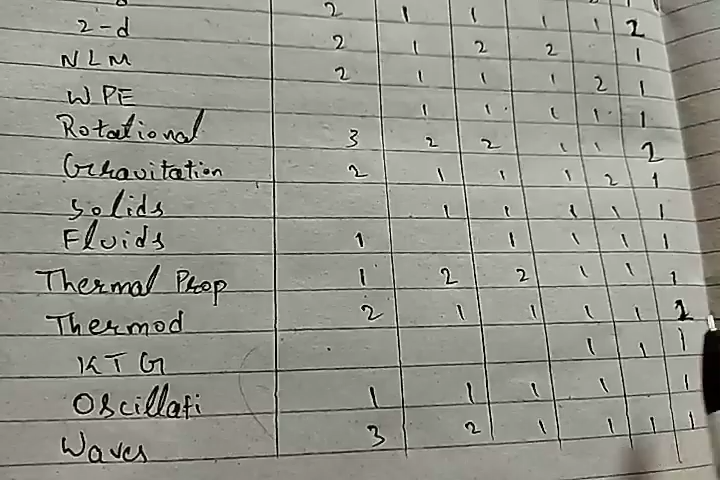 2-d 2 1 1 1 1 2
NLM 2 1 2 2 1
WPE 2 1 1 1 2 1
Rotational 1 1 1 1 1
Gravitation 3 2 2 1 1 2
Solids 2 1 1 1 2 1
Fluids 1 1 1 1 1
Thermal Prop 1 1 1 1 1
Thermod 1 2 2 1 1 1
KTG 2 1 1 1 1 2
Oscillati 1 1 1
Waves 1 1 1 1 1
3 2 1 1 1 1